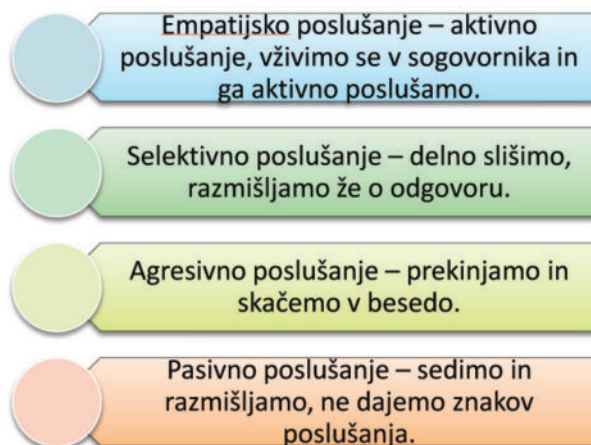 Empatijsko poslušanje – aktivno
poslušanje, vživimo se v sogovornika in
ga aktivno poslušamo.
Selektivno poslušanje – delno slišimo,
razmišljamo že o odgovoru.
Agresivno poslušanje – prekinjamo in
skačemo v besedo.
Pasivno poslušanje – sedimo in
razmišljamo, ne dajemo znakov
poslušanja.